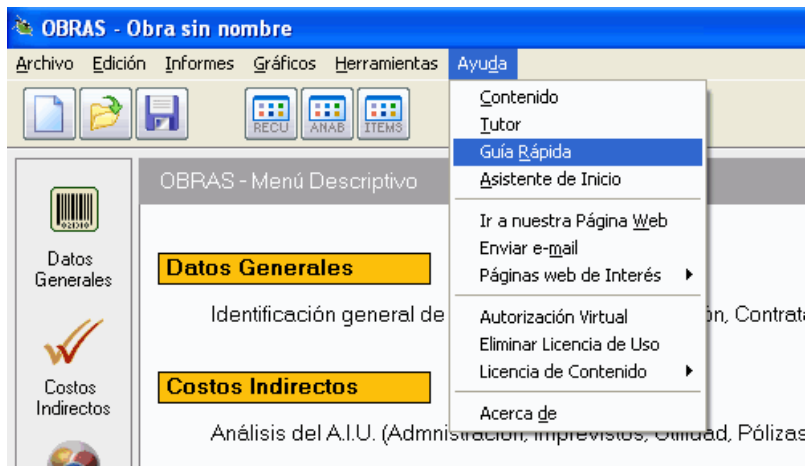 OBRAS - Obra sin nombre
Archivo Edición Informes Gráficos Herramientas Ayuda
RECU ANAB ITEMS
Contenido
Tutor
Guía Rápida
Asistente de Inicio
Ir a nuestra Página Web
Enviar e-mail
Páginas web de Interés
Autorización Virtual
Eliminar Licencia de Uso
Licencia de Contenido
Acerca de
OBRAS - Menú Descriptivo
Datos
Generales
Datos Generales
Identificación general de ón, Contrat
Costos
Indirectos
Costos Indirectos
Análisis del A.I.U. (Admnistración, Imprevistos, Utilidad, Pólizas